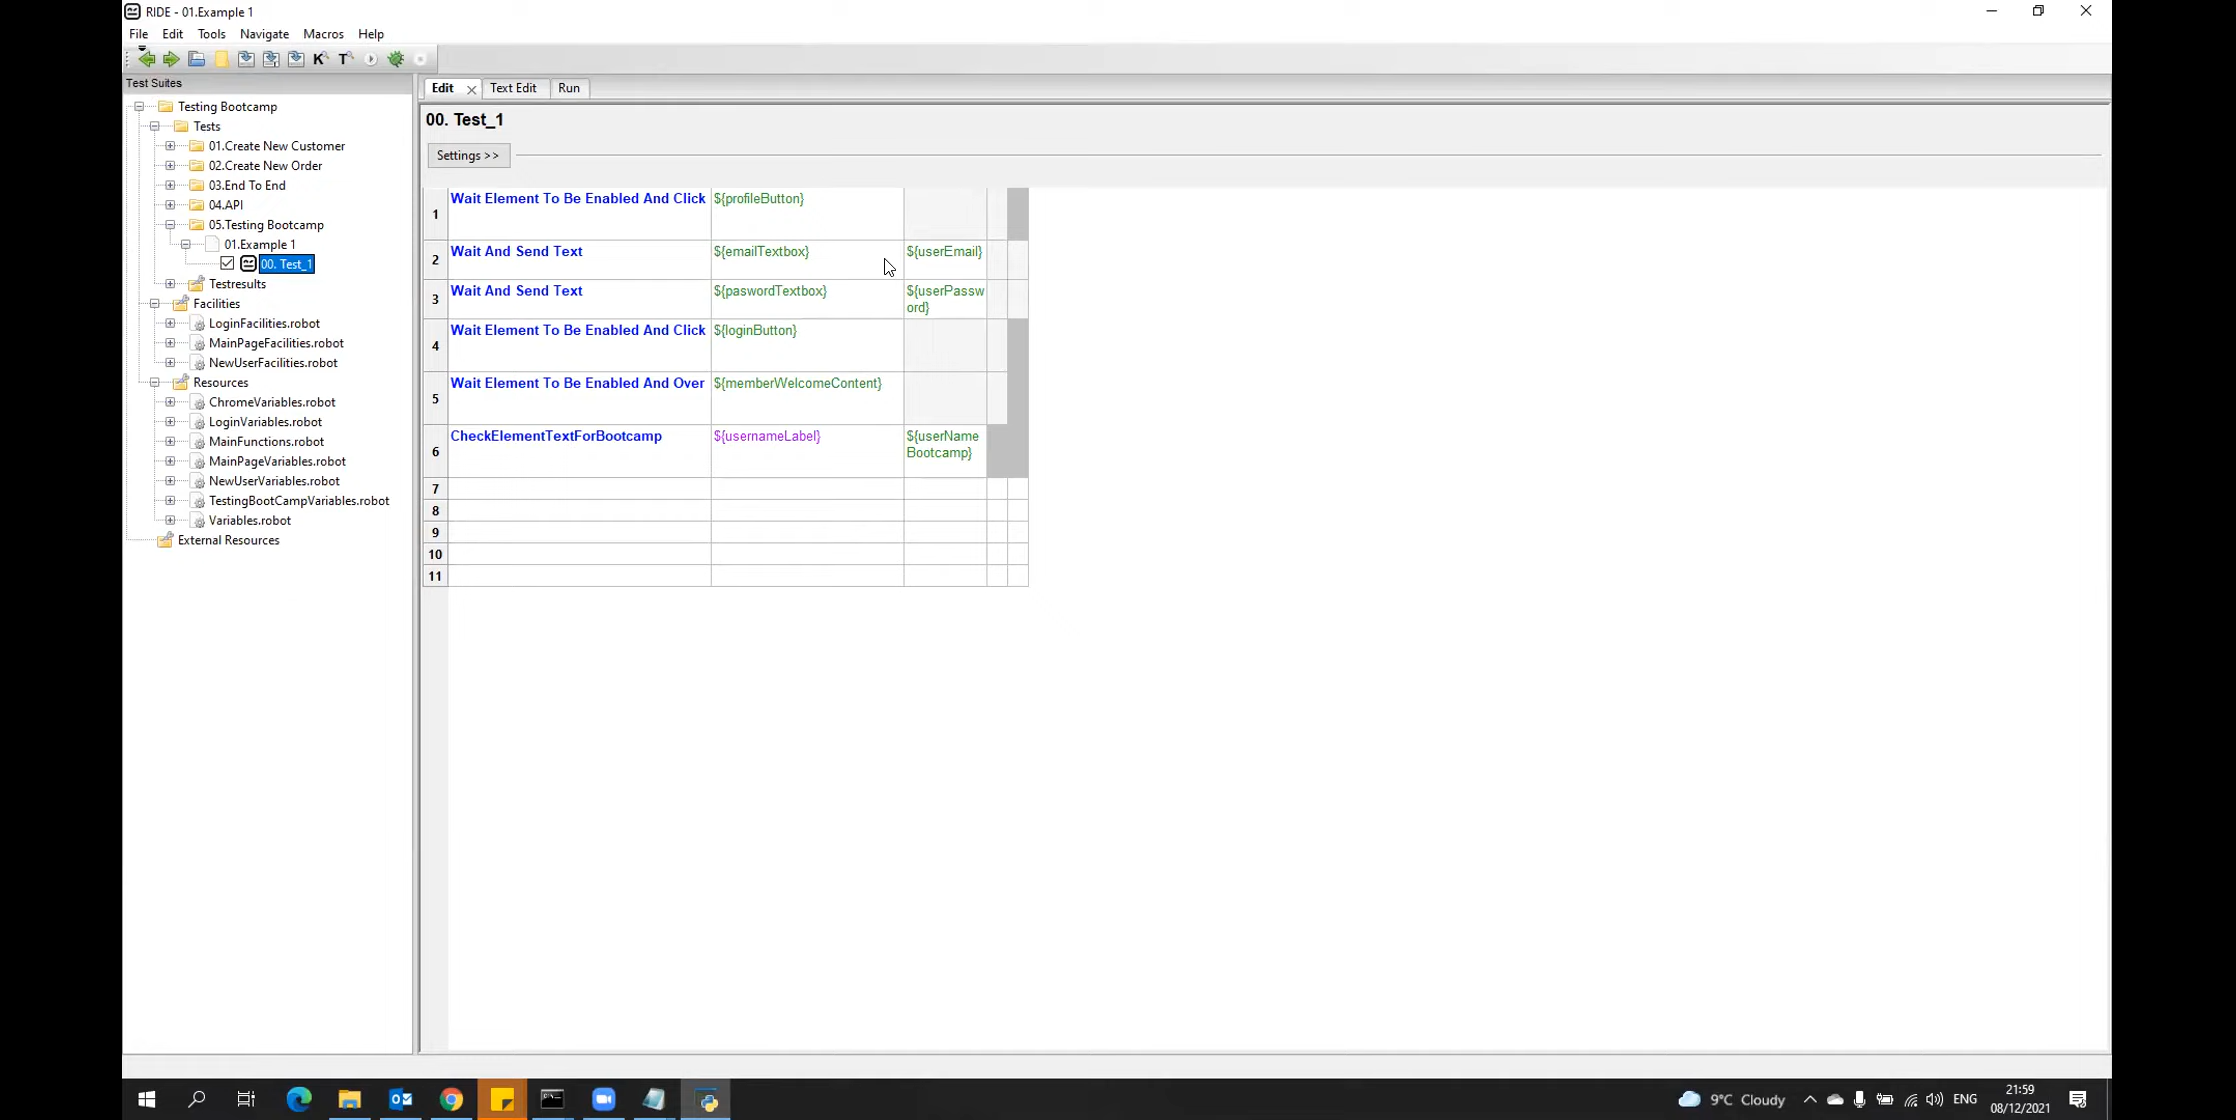 RIDE - 01.Example 1
File Edit Tools Navigate Macros Help
K T
Test Suites
Testing Bootcamp
Tests
01.Create New Customer
02.Create New Order
03.End To End
04.API
05.Testing Bootcamp
01.Example 1
00. Test_1
Testresults
Facilities
LoginFacilities.robot
MainPageFacilities.robot
NewUserFacilities.robot
Resources
ChromeVariables.robot
LoginVariables.robot
MainFunctions.robot
MainPageVariables.robot
NewUserVariables.robot
TestingBootCampVariables.robot
Variables.robot
External Resources
Edit Text Edit Run
00. Test_1
Settings >>
1 Wait Element To Be Enabled And Click ${profileButton}
2 Wait And Send Text ${emailTextbox} ${userEmail}
3 Wait And Send Text ${paswordTextbox} ${userPassw
ord}
4 Wait Element To Be Enabled And Click ${loginButton}
5 Wait Element To Be Enabled And Over ${memberWelcomeContent}
6 CheckElementTextForBootcamp ${usernameLabel} ${userName
Bootcamp}
7
8
9
10
11
9°C Cloudy ENG
21:59
08/12/2021